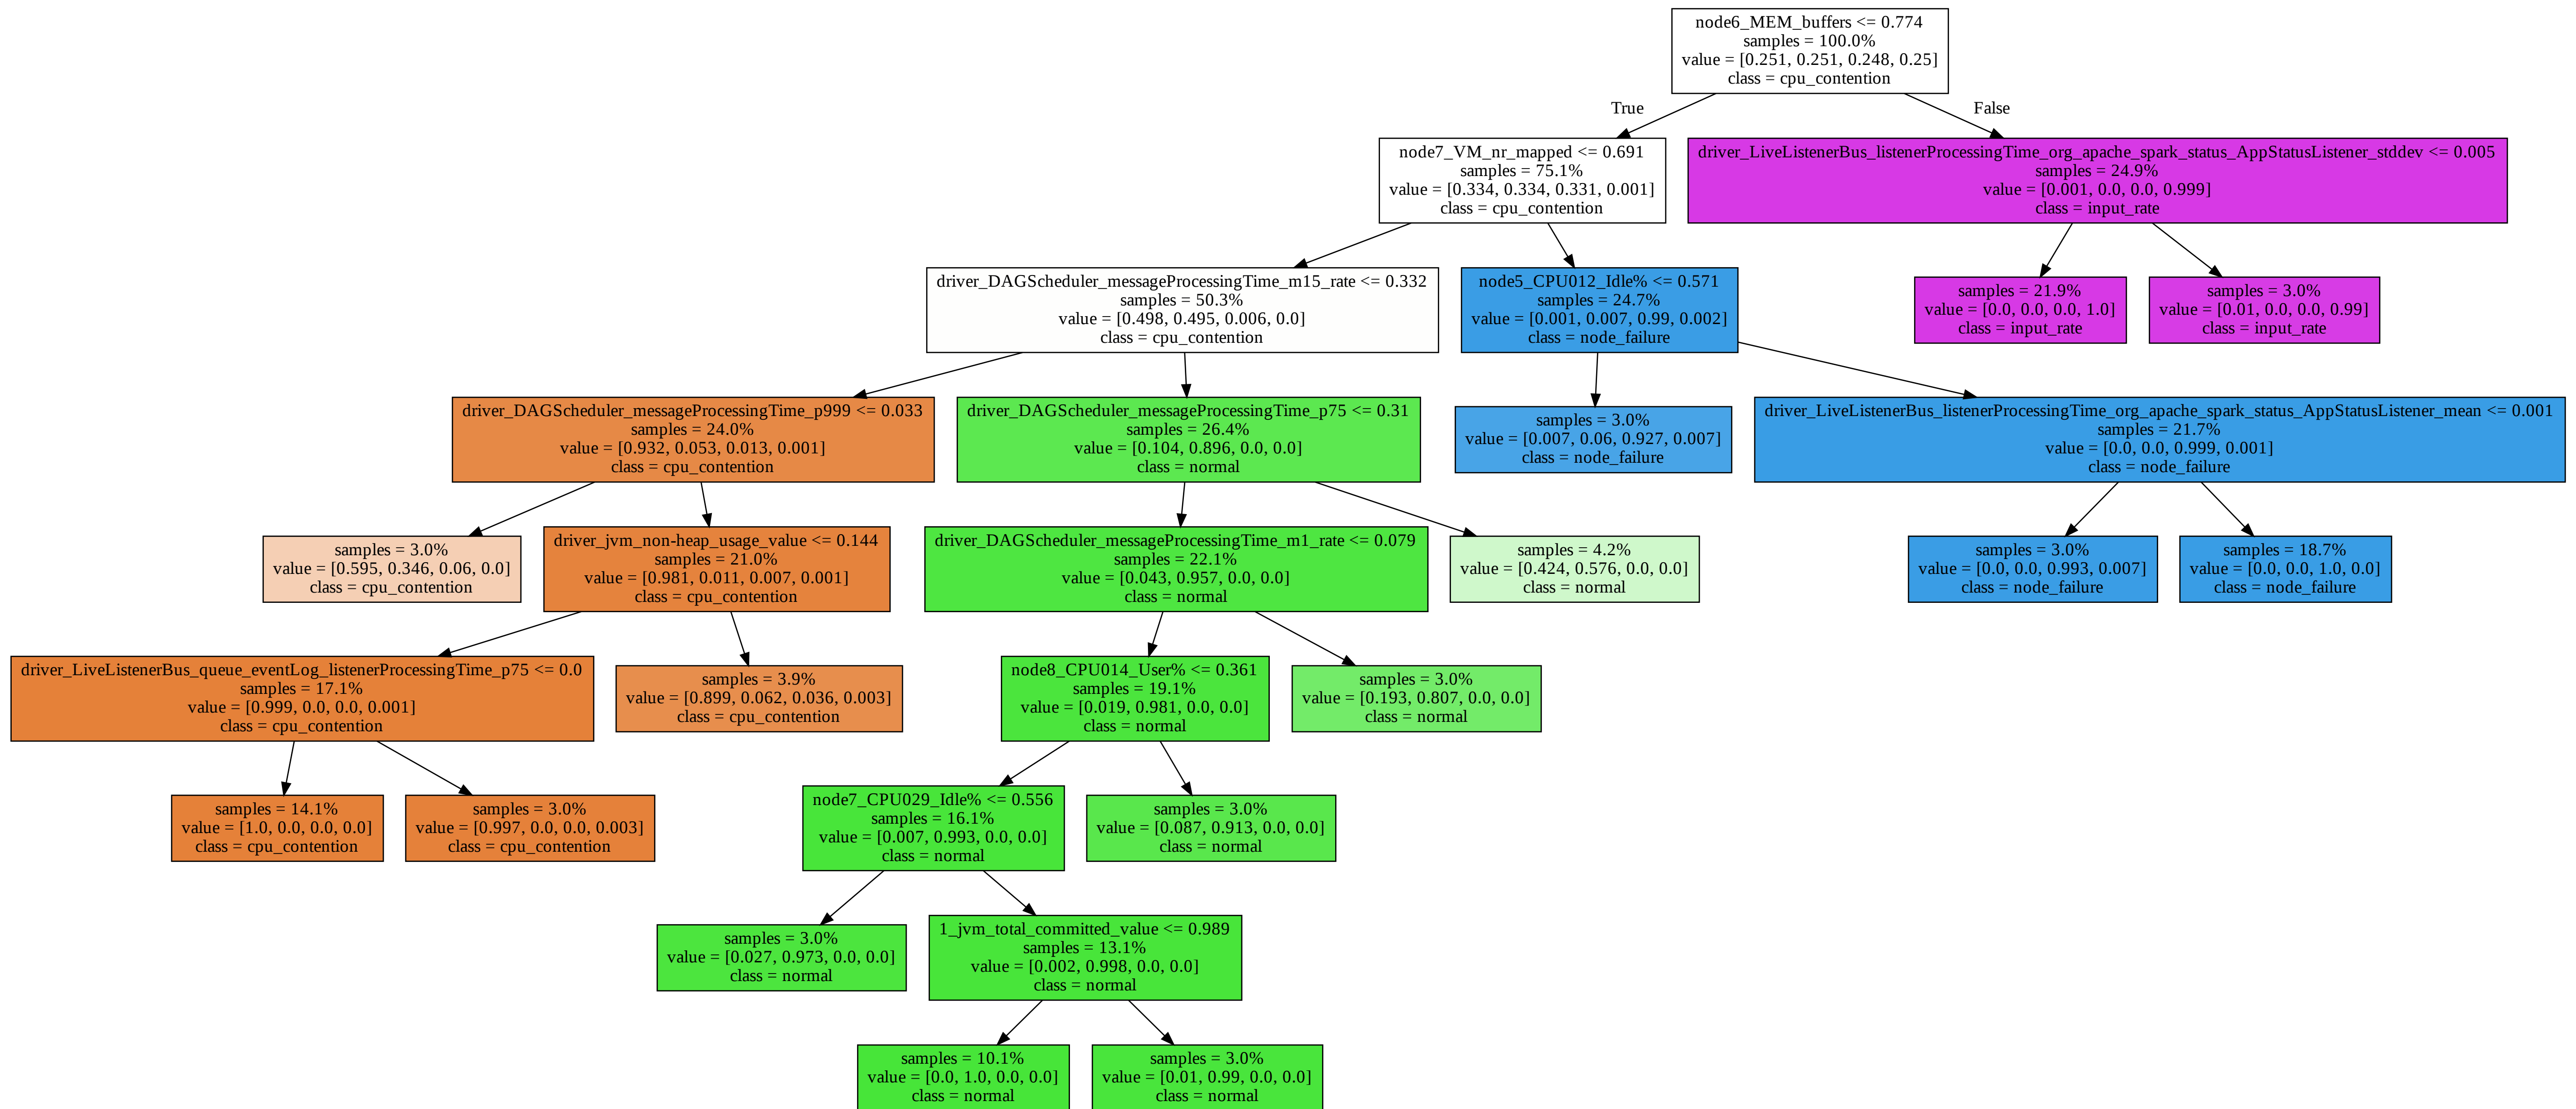 node6_MEM_buffers <= 0.774
samples = 100.0%
value = [0.251, 0.251, 0.248, 0.25]
class = cpu_contention
True
False
node7_VM_nr_mapped <= 0.691
samples = 75.1%
value = [0.334, 0.334, 0.331, 0.001]
class = cpu_contention
driver_LiveListenerBus_listenerProcessingTime_org_apache_spark_status_AppStatusListener_stddev <= 0.005
samples = 24.9%
value = [0.001, 0.0, 0.0, 0.999]
class = input_rate
driver_DAGScheduler_messageProcessingTime_m15_rate <= 0.332
samples = 50.3%
value = [0.498, 0.495, 0.006, 0.0]
class = cpu_contention
node5_CPU012_Idle% <= 0.571
samples = 24.7%
value = [0.001, 0.007, 0.99, 0.002]
class = node_failure
samples = 21.9%
value = [0.0, 0.0, 0.0, 1.0]
class = input_rate
samples = 3.0%
value = [0.01, 0.0, 0.0, 0.99]
class = input_rate
driver_DAGScheduler_messageProcessingTime_p999 <= 0.033
samples = 24.0%
value = [0.932, 0.053, 0.013, 0.001]
class = cpu_contention
driver_DAGScheduler_messageProcessingTime_p75 <= 0.31
samples = 26.4%
value = [0.104, 0.896, 0.0, 0.0]
class = normal
samples = 3.0%
value = [0.007, 0.06, 0.927, 0.007]
class = node_failure
driver_LiveListenerBus_listenerProcessingTime_org_apache_spark_status_AppStatusListener_mean <= 0.001
samples = 21.7%
value = [0.0, 0.0, 0.999, 0.001]
class = node_failure
samples = 3.0%
value = [0.595, 0.346, 0.06, 0.0]
class = cpu_contention
driver_jvm_non-heap_usage_value <= 0.144
samples = 21.0%
value = [0.981, 0.011, 0.007, 0.001]
class = cpu_contention
driver_DAGScheduler_messageProcessingTime_m1_rate <= 0.079
samples = 22.1%
value = [0.043, 0.957, 0.0, 0.0]
class = normal
samples = 4.2%
value = [0.424, 0.576, 0.0, 0.0]
class = normal
samples = 3.0%
value = [0.0, 0.0, 0.993, 0.007]
class = node_failure
samples = 18.7%
value = [0.0, 0.0, 1.0, 0.0]
class = node_failure
driver_LiveListenerBus_queue_eventLog_listenerProcessingTime_p75 <= 0.0
samples = 17.1%
value = [0.999, 0.0, 0.0, 0.001]
class = cpu_contention
samples = 3.9%
value = [0.899, 0.062, 0.036, 0.003]
class = cpu_contention
node8_CPU014_User% <= 0.361
samples = 19.1%
value = [0.019, 0.981, 0.0, 0.0]
class = normal
samples = 3.0%
value = [0.193, 0.807, 0.0, 0.0]
class = normal
samples = 14.1%
value = [1.0, 0.0, 0.0, 0.0]
class = cpu_contention
samples = 3.0%
value = [0.997, 0.0, 0.0, 0.003]
class = cpu_contention
node7_CPU029_Idle% <= 0.556
samples = 16.1%
value = [0.007, 0.993, 0.0, 0.0]
class = normal
samples = 3.0%
value = [0.087, 0.913, 0.0, 0.0]
class = normal
samples = 3.0%
value = [0.027, 0.973, 0.0, 0.0]
class = normal
1_jvm_total_committed_value <= 0.989
samples = 13.1%
value = [0.002, 0.998, 0.0, 0.0]
class = normal
samples = 10.1%
value = [0.0, 1.0, 0.0, 0.0]
class = normal
samples = 3.0%
value = [0.01, 0.99, 0.0, 0.0]
class = normal